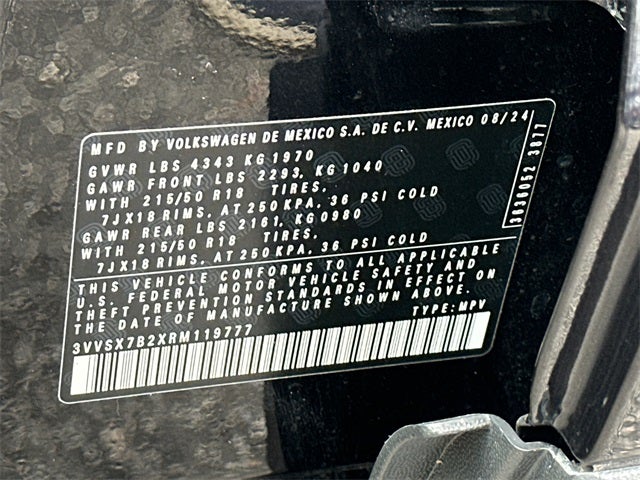 MFD BY VOLKSWAGEN DE MEXICO S.A. DE C.V. MEXICO 08/24
GVWR LBS 4343 KG 1970
GAWR FRONT LBS 2293, KG 1040
WITH 215/50 R18 TIRES,
7JX18 RIMS, AT 250 KPA, 36 PSI COLD
GAWR REAR LBS 2161, KG0980
WITH 215/50 R18 TIRES,
7JX18 RIMS, AT 250 KPA, 36 PSI COLD
THIS VEHICLE CONFORMS TO ALL APPLICABLE
U.S. FEDERAL MOTOR VEHICLE SAFETY AND
THEFT PREVENTION STANDARDS IN EFFECT ON
THE DATE OF MANUFACTURE SHOWN ABOVE.
3VVSX7B2XRM119777 TYPE: MPV
3636052 3877